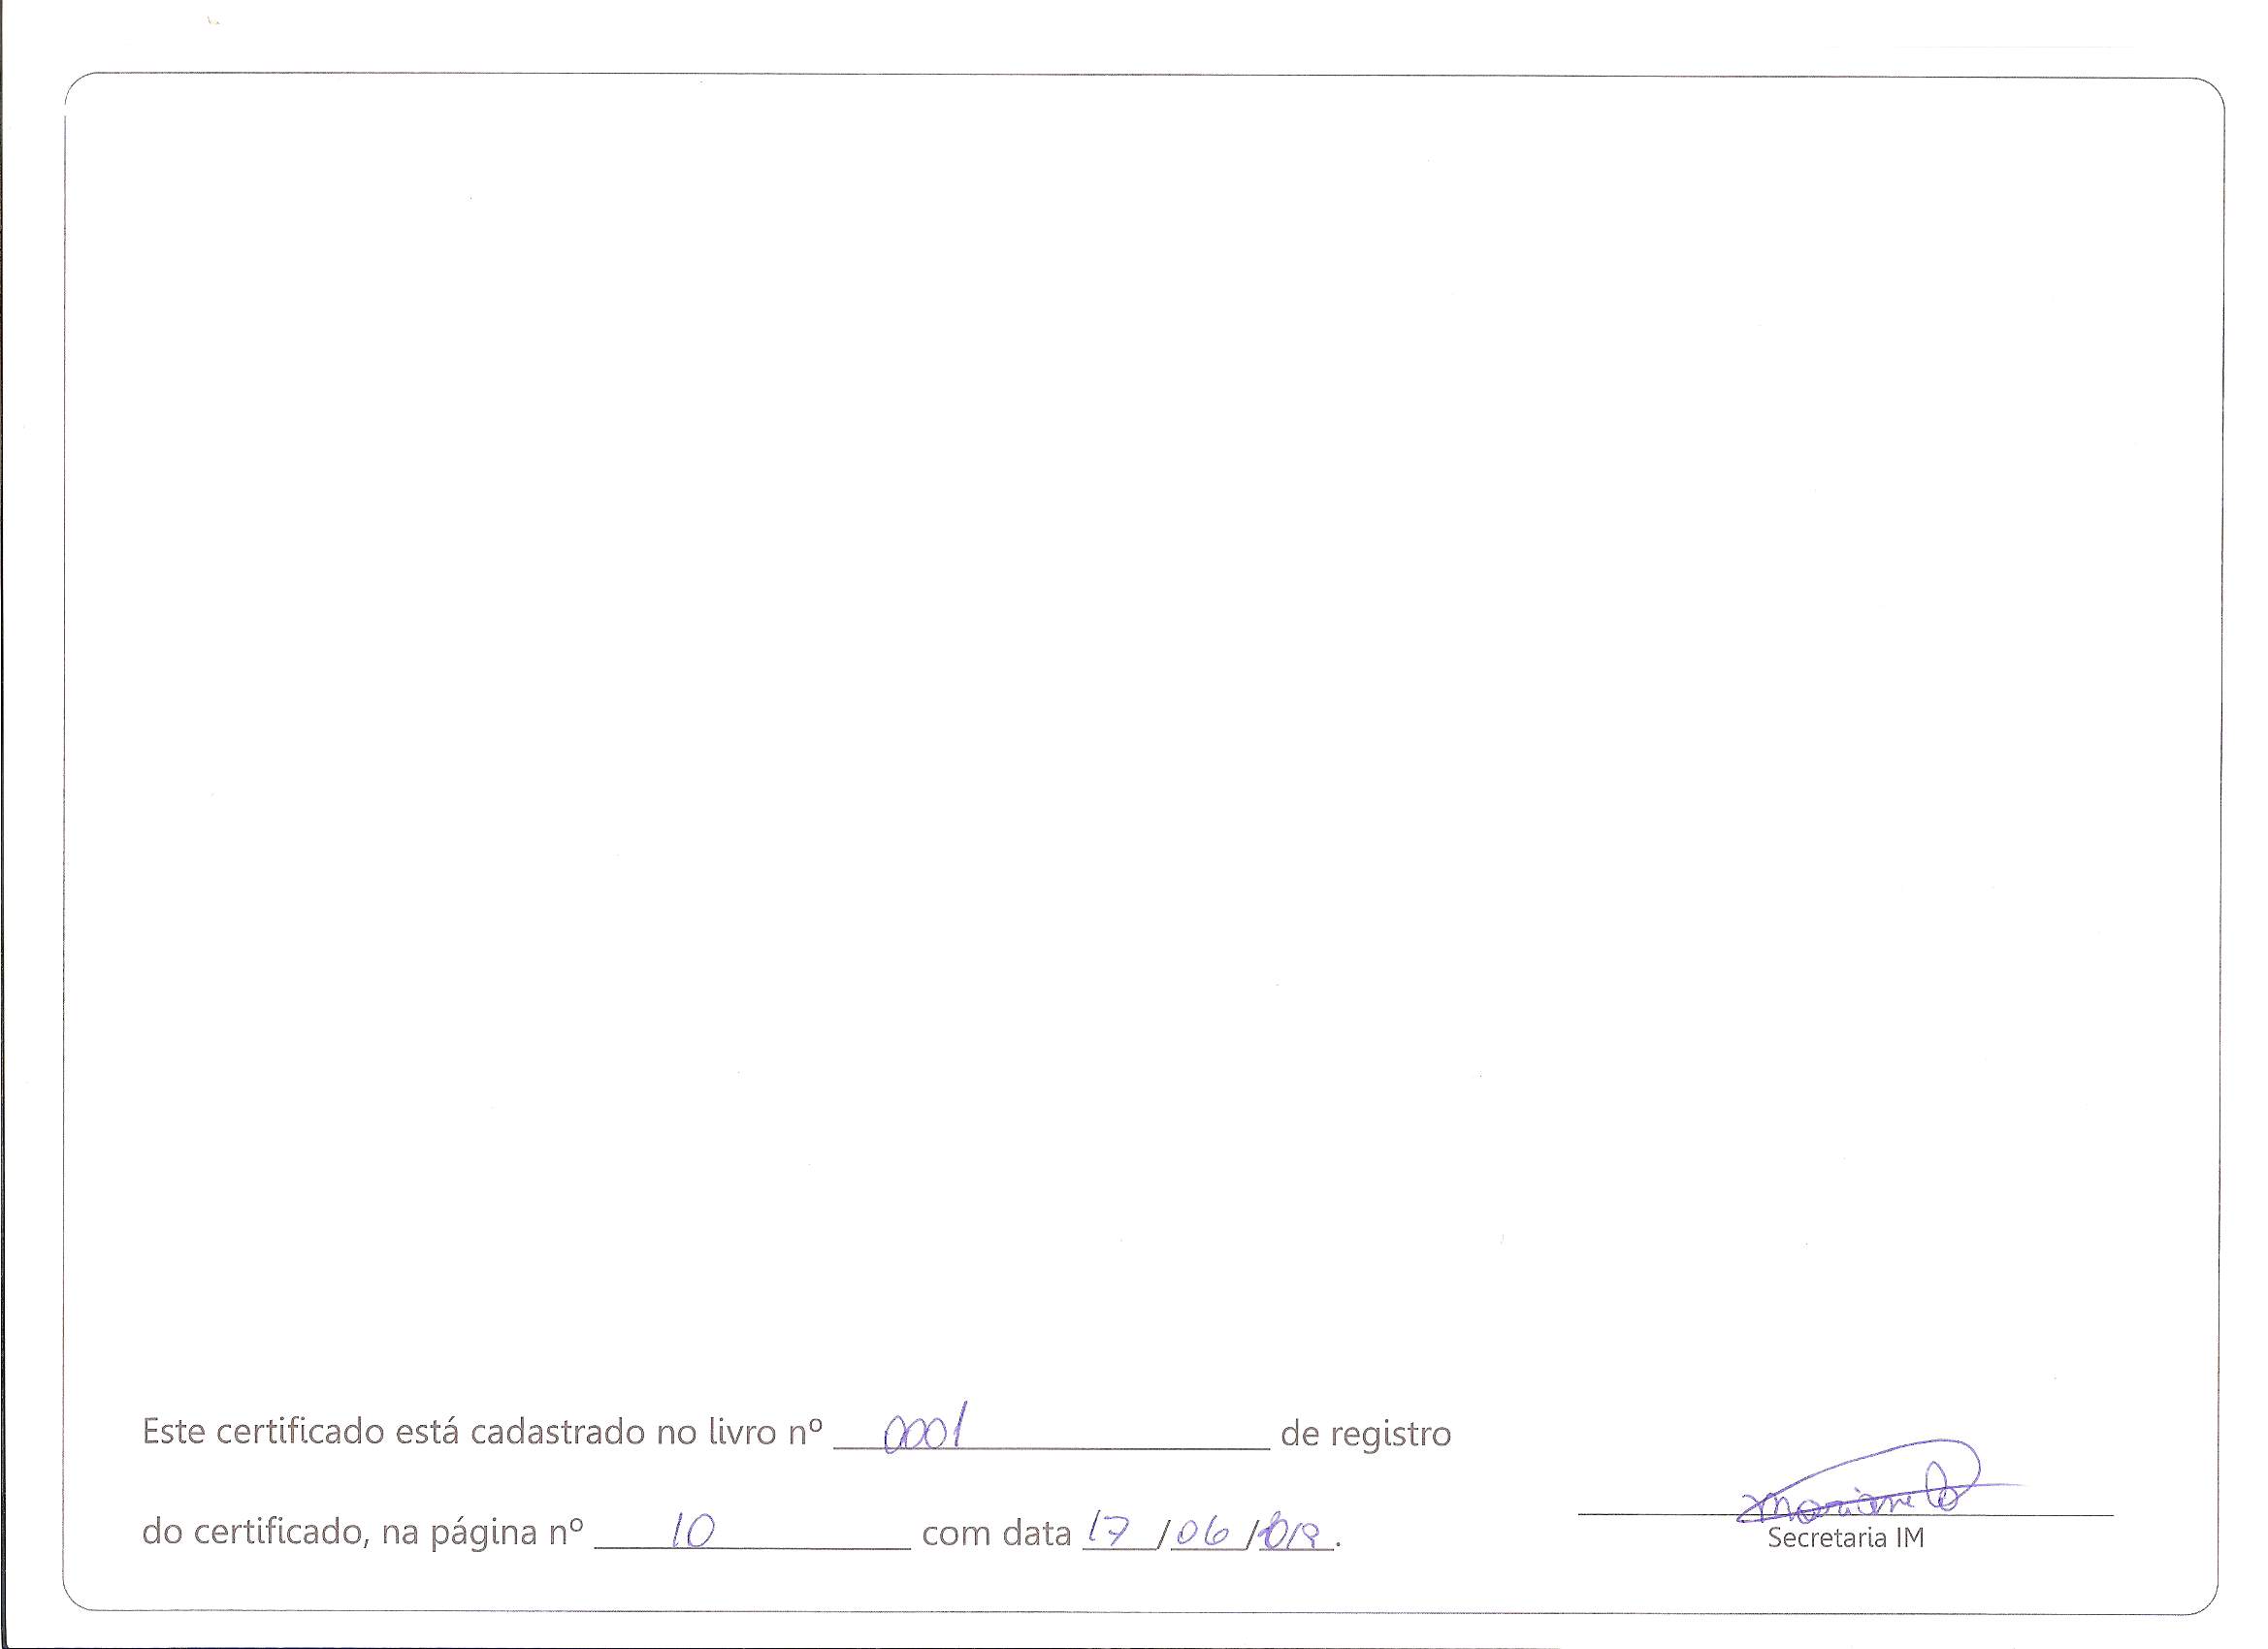 Este certificado está cadastrado no livro nº 0001 de registro
do certificado, na página nº 10 com data 17/06/019.
Secretaria IM